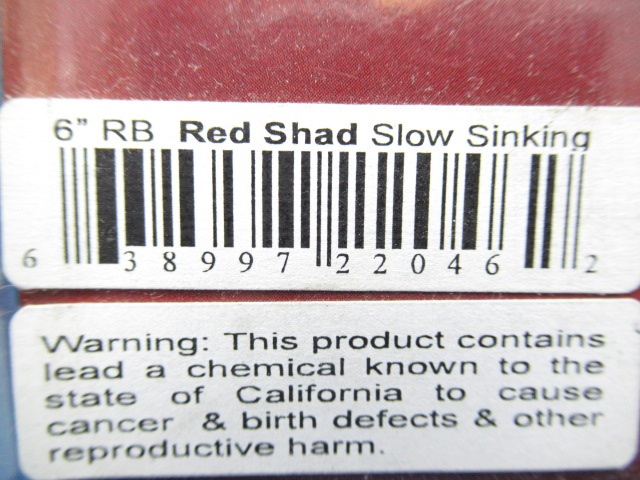 6” RB Red Shad Slow Sinking
6 38997 22046 2
Warning: This product contains
lead a chemical known to the
state of California to cause
cancer & birth defects & other
reproductive harm.